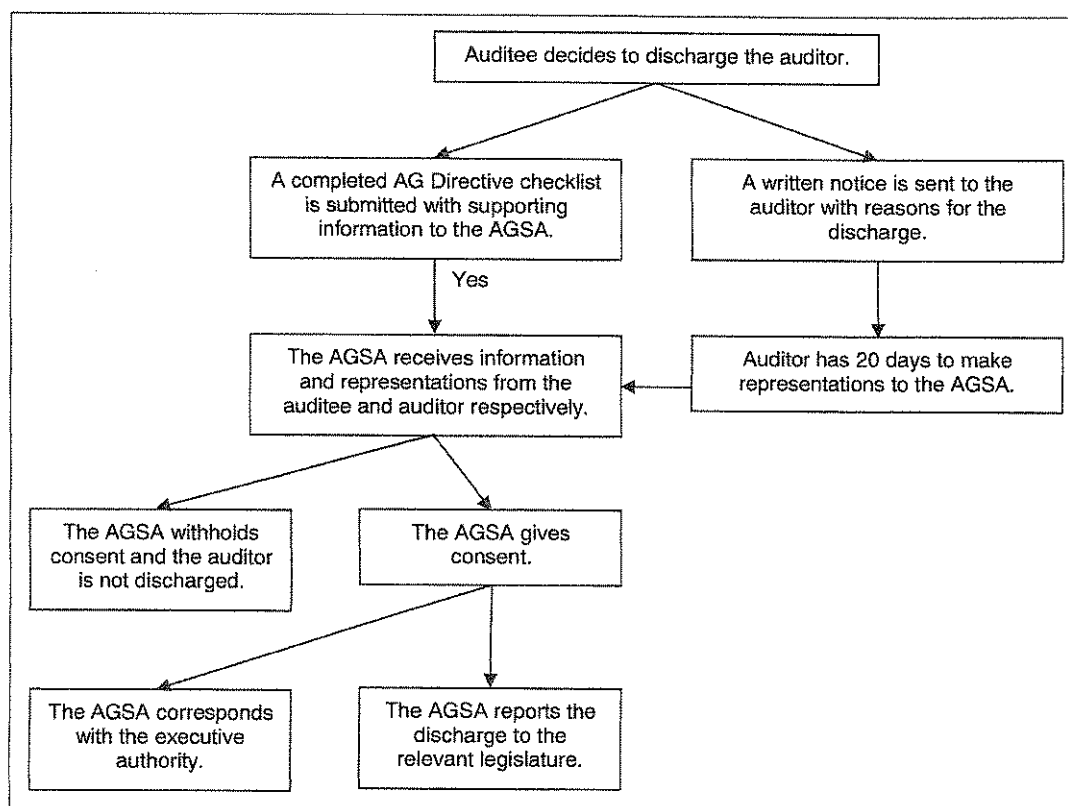 Auditee decides to discharge the auditor.
A completed AG Directive checklist
is submitted with supporting
information to the AGSA.
A written notice is sent to the
auditor with reasons for the
discharge.
Yes
The AGSA receives information
and representations from the
auditee and auditor respectively.
Auditor has 20 days to make
representations to the AGSA.
The AGSA withholds
consent and the auditor
is not discharged.
The AGSA gives
consent.
The AGSA corresponds
with the executive
authority.
The AGSA reports the
discharge to the
relevant legislature.